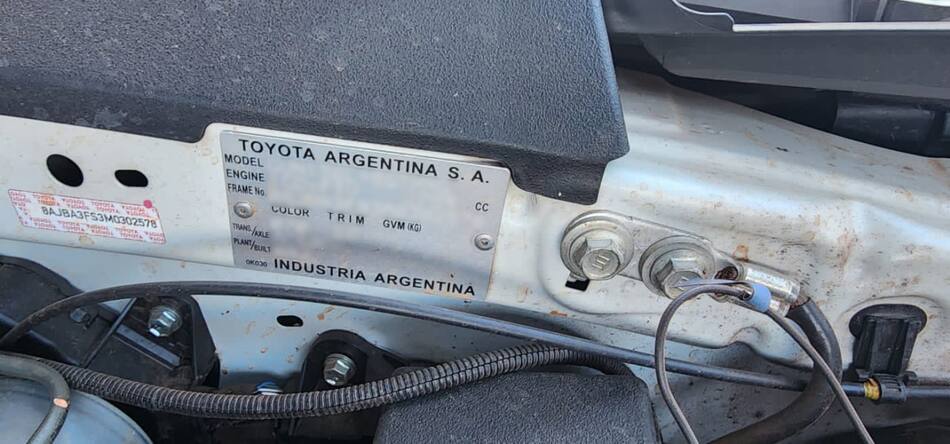 TOYOTA ARGENTINA S. A.
MODEL
ENGINE
CC
FRAME No.
COLOR TRIM GVM (KG)
TRANS/AXLE
PLANT/BUILT
0K030 INDUSTRIA ARGENTINA
8AJBA3FS3M0302578